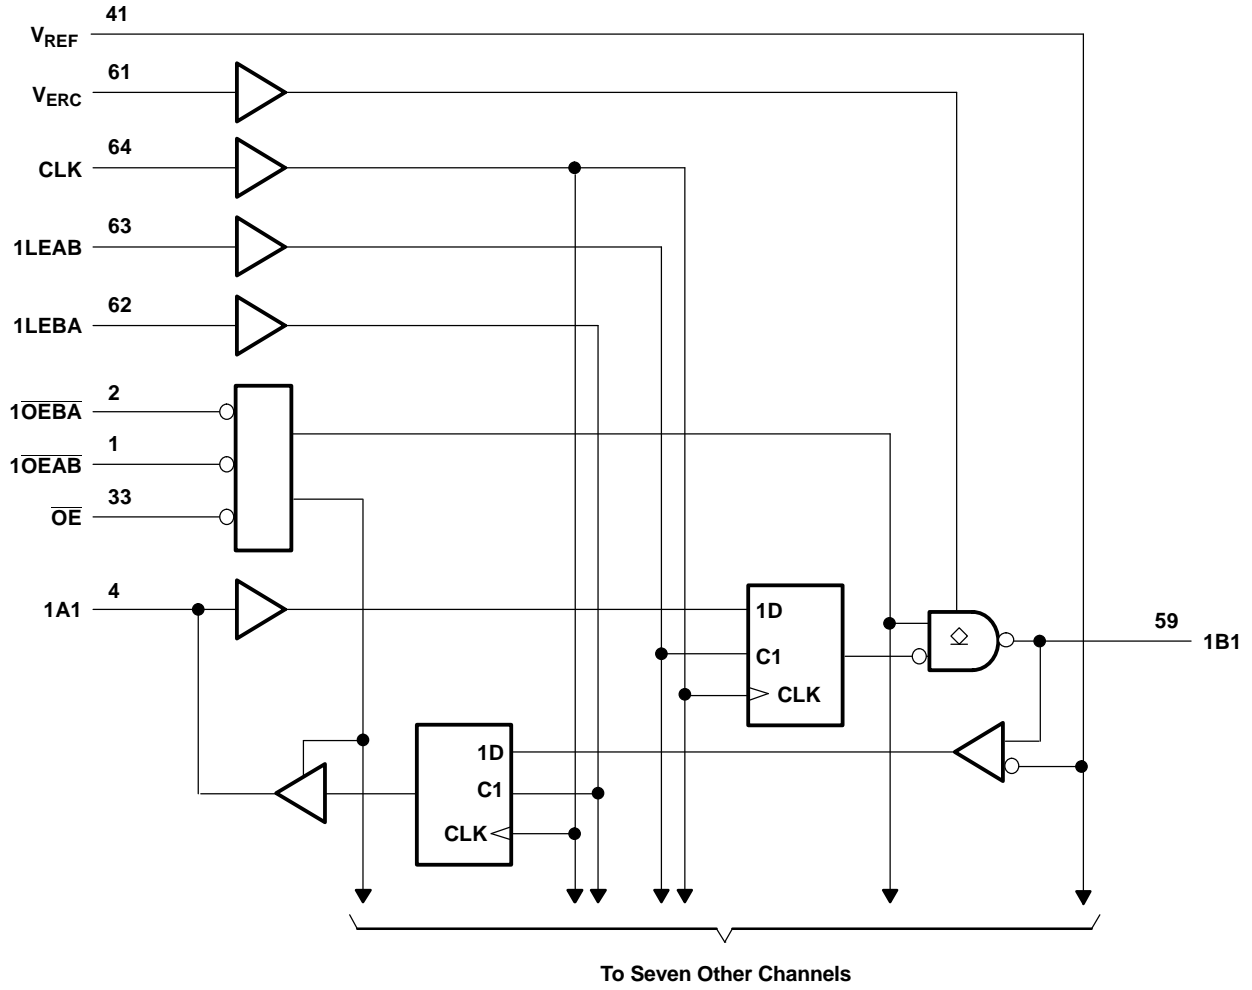 41
VREF
61
VERC
64
CLK
63
1LEAB
62
1LEBA
2
1OEBA
1
1OEAB
33
OE
4
1A1
1D
C1
CLK
59
1B1
1D
C1
CLK
To Seven Other Channels